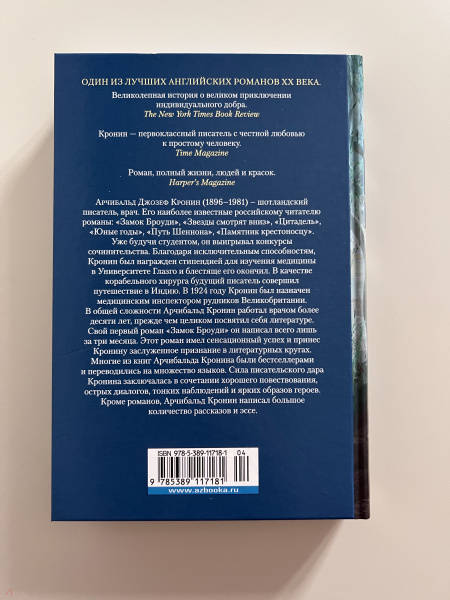 ОДИН ИЗ ЛУЧШИХ АНГЛИЙСКИХ РОМАНОВ XX ВЕКА.
Великолепная история о великом приключении
индивидуального добра.
The New York Times Book Review
Кронин — первоклассный писатель с честной любовью
к простому человеку.
Time Magazine
Роман, полный жизни, людей и красок.
Harper's Magazine
АРЧИБАЛЬД ДЖОЗЕФ КРОНИН (1896–1981) — шотландский
писатель, врач. Его наиболее известные российскому читателю
романы: «Замок Броуди», «Звезды смотрят вниз», «Цитадель»,
«Юные годы», «Путь Шеннона», «Памятник крестоносцу».
Уже будучи студентом, он выигрывал конкурсы
сочинительства. Благодаря исключительным способностям,
Кронин был награжден стипендией для изучения медицины
в Университете Глазго и блестяще его окончил. В качестве
корабельного хирурга будущий писатель совершил
путешествие в Индию. В 1924 году Кронин был назначен
медицинским инспектором рудников Великобритании.
В общей сложности Арчибальд Кронин работал врачом более
десяти лет, прежде чем целиком посвятил себя литературе.
Свой первый роман «Замок Броуди» он написал всего лишь
за три месяца. Этот роман имел сенсационный успех и принес
Кронину заслуженное признание в литературных кругах.
Многие из книг Арчибальда Кронина были бестселлерами
и переводились на множество языков. Сила писательского дара
Кронина заключалась в сочетании хорошего повествования,
острых диалогов, тонких наблюдений и ярких образов героев.
Кроме романов, Арчибальд Кронин написал большое
количество рассказов и эссе.
ISBN 978-5-389-11718-1 04
9 785389 117181
www.azbooka.ru